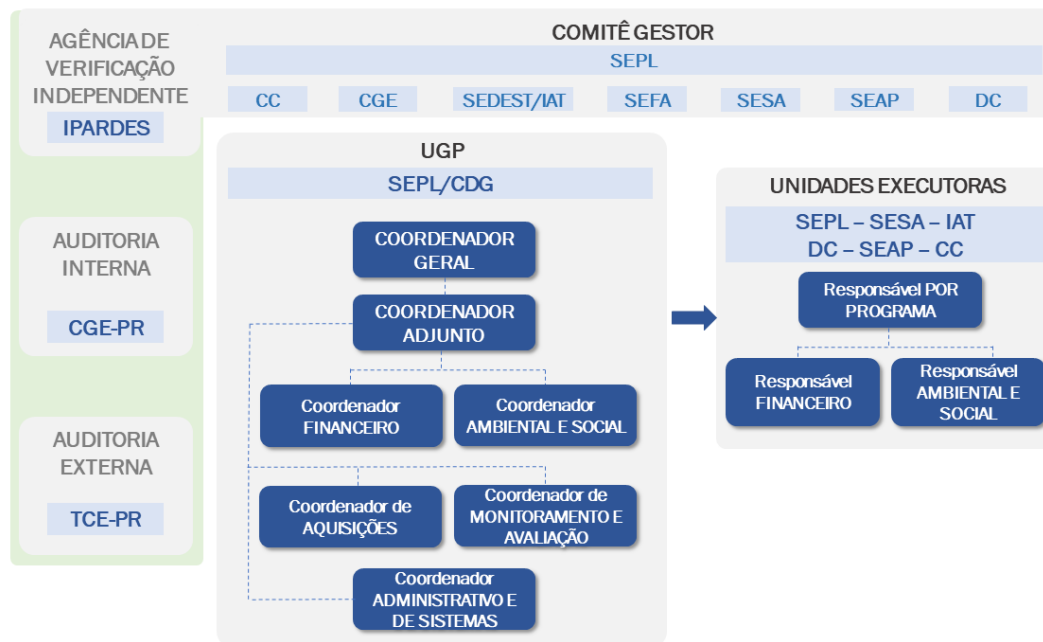 AGÊNCIA DE
VERIFICAÇÃO
INDEPENDENTE
IPARDES
COMITÊ GESTOR
SEPL
CC
CGE
SEDEST/IAT
SEFA
SESA
SEAP
DC
AUDITORIA
INTERNA
CGE-PR
AUDITORIA
EXTERNA
TCE-PR
UGP
SEPL/CDG
COORDENADOR
GERAL
COORDENADOR
ADJUNTO
Coordenador
FINANCEIRO
Coordenador
AMBIENTAL E SOCIAL
Coordenador de
AQUISIÇÕES
Coordenador de
MONITORAMENTO E
AVALIAÇÃO
Coordenador
ADMINISTRATIVO E
DE SISTEMAS
UNIDADES EXECUTORAS
SEPL – SESA – IAT
DC – SEAP – CC
Responsável POR
PROGRAMA
Responsável
FINANCEIRO
Responsável
AMBIENTAL E
SOCIAL